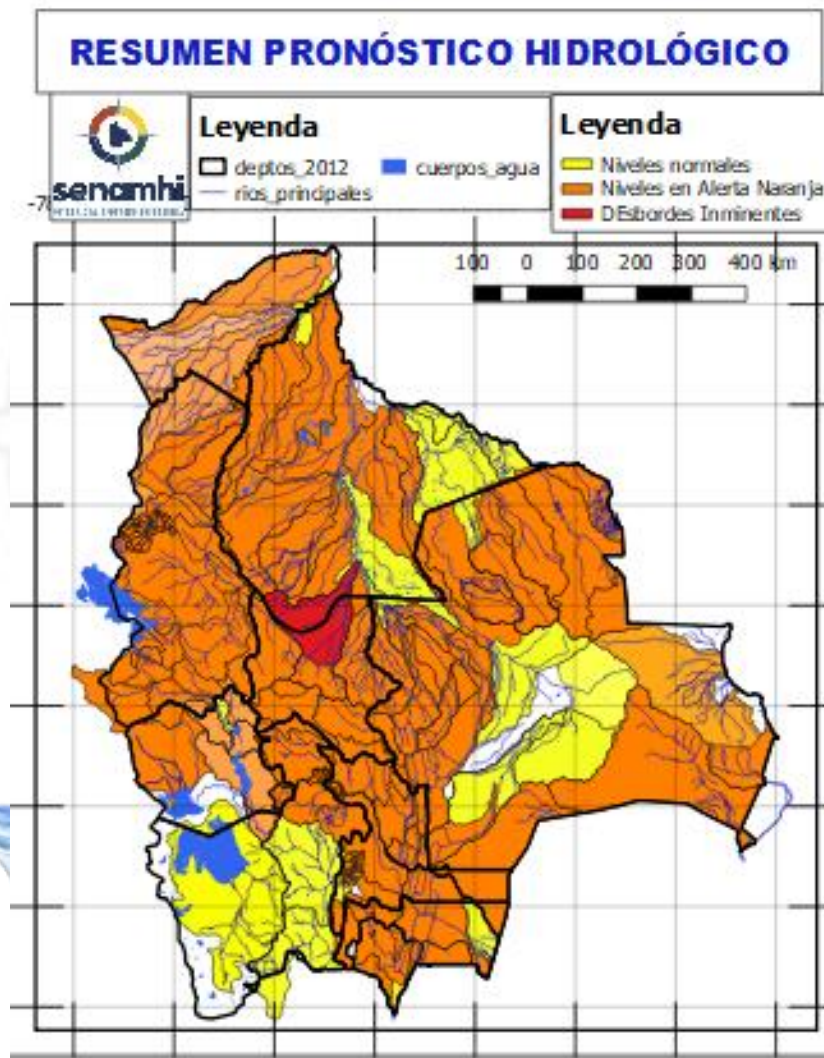 RESUMEN PRONÓSTICO HIDROLÓGICO
senamhi
Leyenda
deptos_2012
cuerpos_agua
rios_principales
Leyenda
Niveles normales
Niveles en Alerta Naranja
DEsbordes Inminentes
100 0 100 200 300 400 km